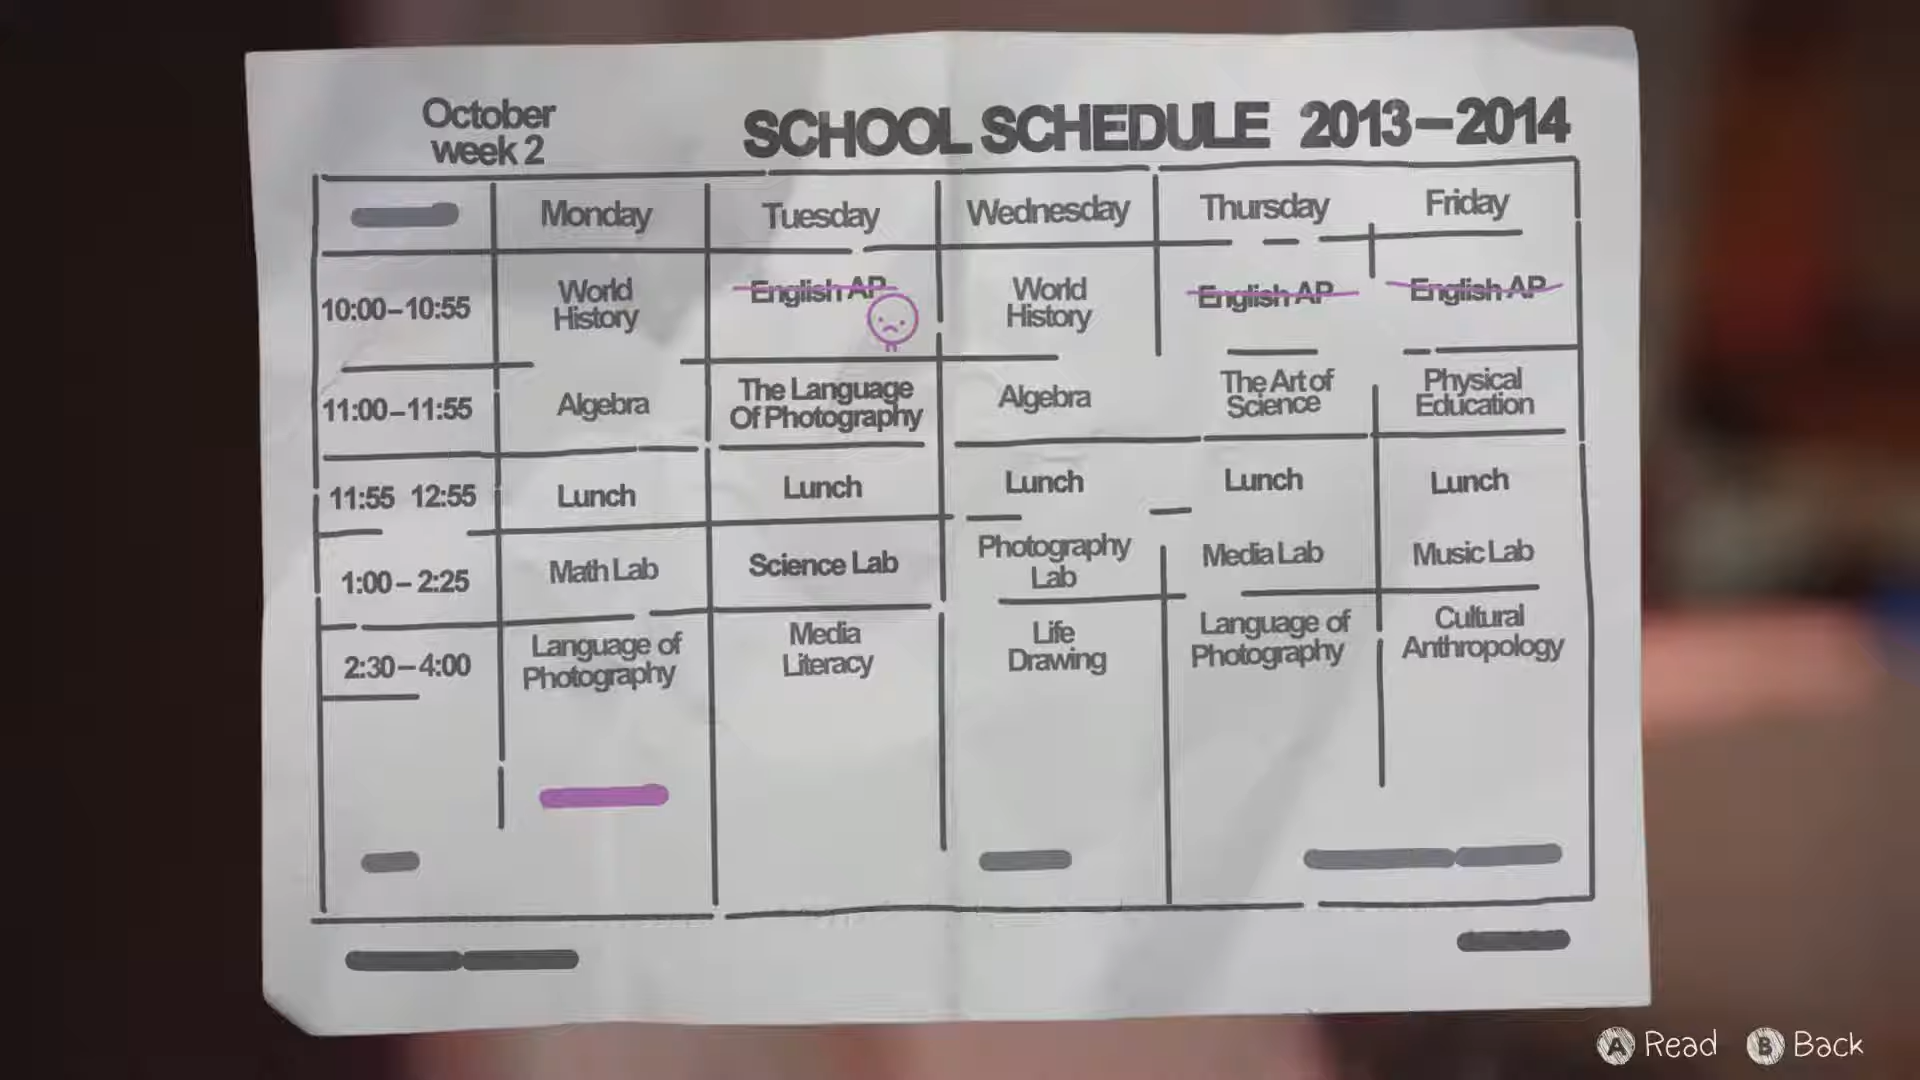 October
week 2
SCHOOL SCHEDULE 2013-2014
Monday Tuesday Wednesday Thursday Friday
10:00-10:55 World History English AP World History English AP English AP
11:00-11:55 Algebra The Language Of Photography Algebra The Art of Science Physical Education
11:55 12:55 Lunch Lunch Lunch Lunch Lunch
1:00-2:25 Math Lab Science Lab Photography Lab Media Lab Music Lab
2:30-4:00 Language of Photography Media Literacy Life Drawing Language of Photography Cultural Anthropology
A Read B Back